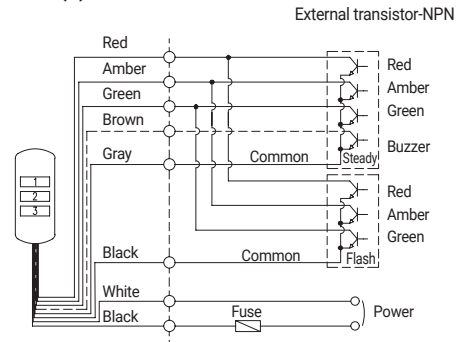 External transistor-NPN
Red
Amber
Green
Brown
Gray
Common
Steady
Red
Amber
Green
Buzzer
1
2
3
Red
Amber
Green
Flash
Black
Common
White
Black
Fuse
Power